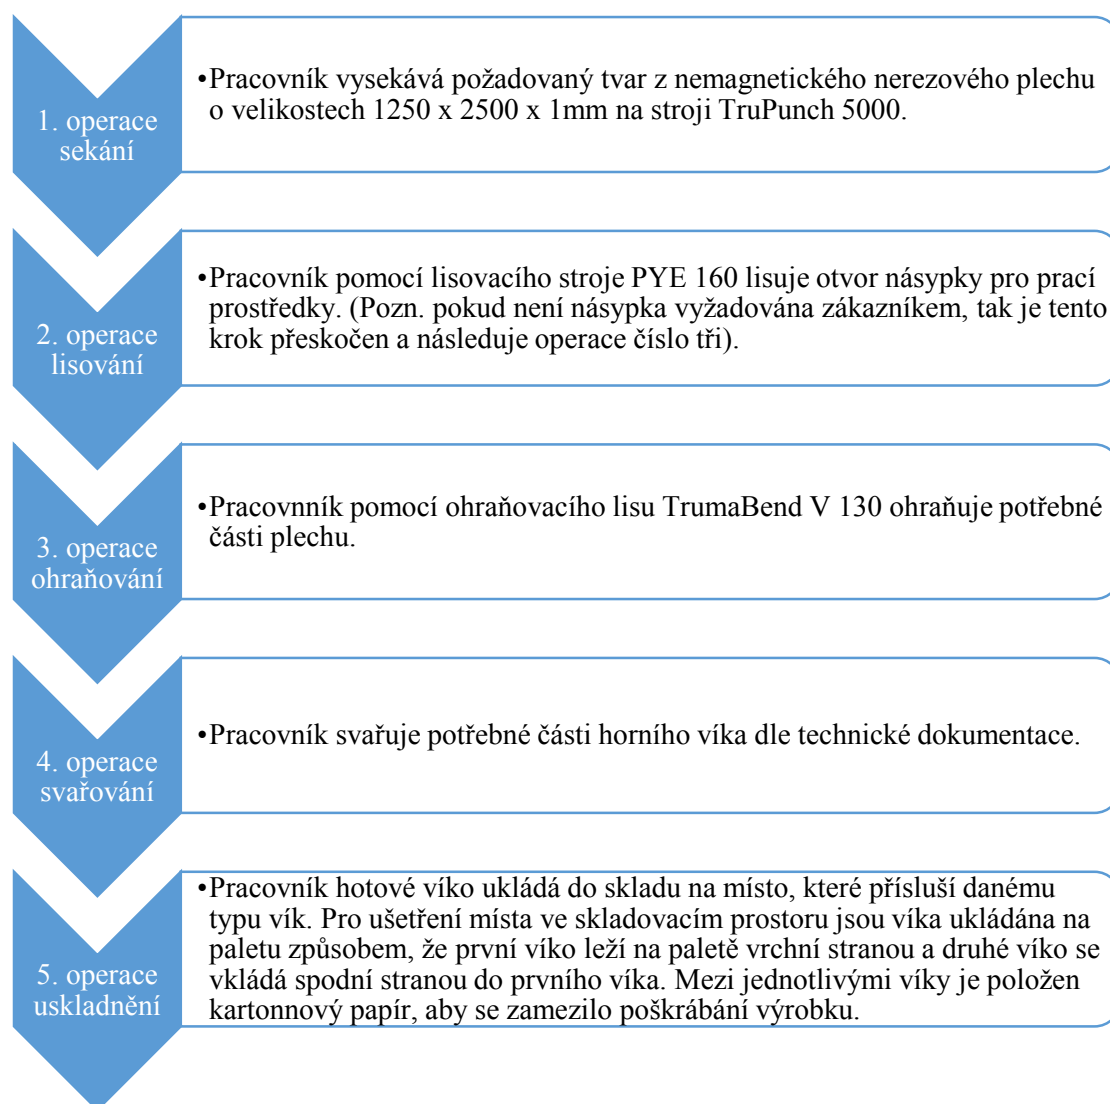 1. operace
sekání
•Pracovník vysekává požadovaný tvar z nemagnetického nerezového plechu
o velikostech 1250 x 2500 x 1mm na stroji TruPunch 5000.
2. operace
lisování
•Pracovník pomocí lisovacího stroje PYE 160 lisuje otvor násypky pro prací
prostředky. (Pozn. pokud není násypka vyžadována zákazníkem, tak je tento
krok přeskočen a následuje operace číslo tři).
3. operace
ohraňování
•Pracovnník pomocí ohraňovacího lisu TrumaBend V 130 ohraňuje potřebné
části plechu.
4. operace
svařování
•Pracovník svařuje potřebné části horního víka dle technické dokumentace.
5. operace
uskladnění
•Pracovník hotové víko ukládá do skladu na místo, které přísluší danému
typu vík. Pro ušetření místa ve skladovacím prostoru jsou víka ukládána na
paletu způsobem, že první víko leží na paletě vrchní stranou a druhé víko se
vkládá spodní stranou do prvního víka. Mezi jednotlivými víky je položen
kartonnový papír, aby se zamezilo poškrábání výrobku.